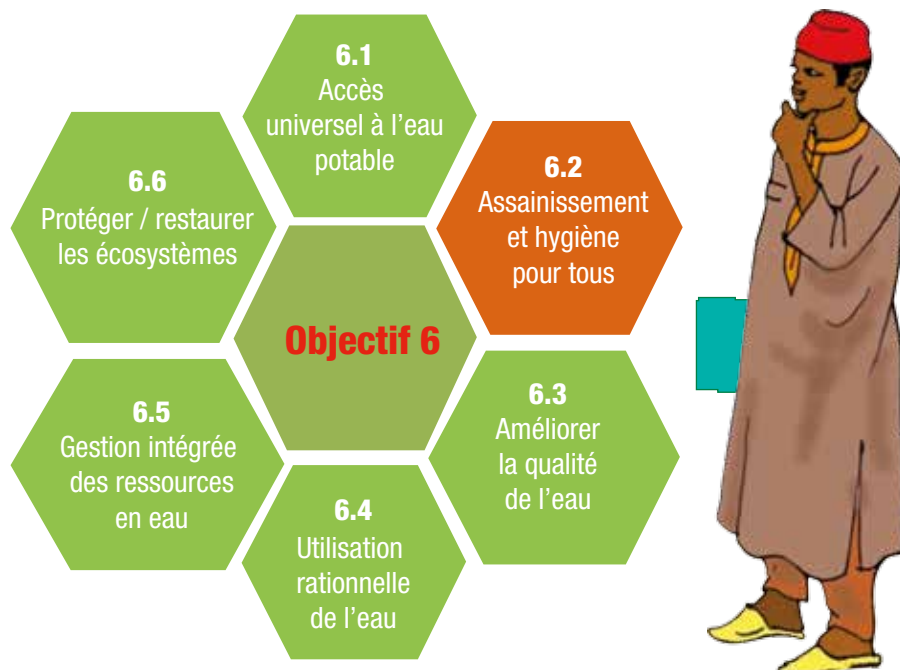 6.1
Accès
universel à l’eau
potable
6.2
Assainissement
et hygiène
pour tous
6.3
Améliorer
la qualité
de l’eau
6.4
Utilisation
rationnelle
de l’eau
6.5
Gestion intégrée
des ressources
en eau
6.6
Protéger / restaurer
les écosystèmes
Objectif 6